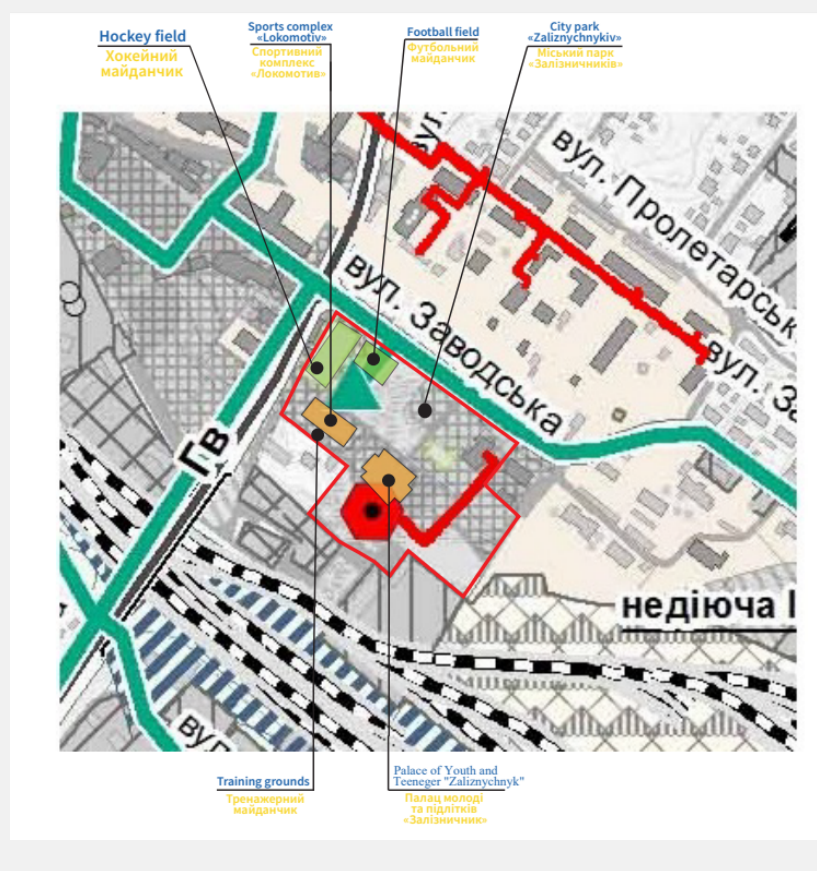 Hockey field
Хокейний
майданчик
Sports complex
«Lokomotiv»
Спортивний
комплекс
«Локомотив»
Football field
Футбольний
майданчик
City park
«Zaliznychnykiv»
Міський парк
«Залізничників»
вул. Пролетарськ
вул. Заводська
вул. За
Гв
недіюча
вул
Training grounds
Тренажерний
майданчик
Palace of Youth and
Teeneger "Zaliznychnyk"
Палац молоді
та підлітків
«Залізничник»